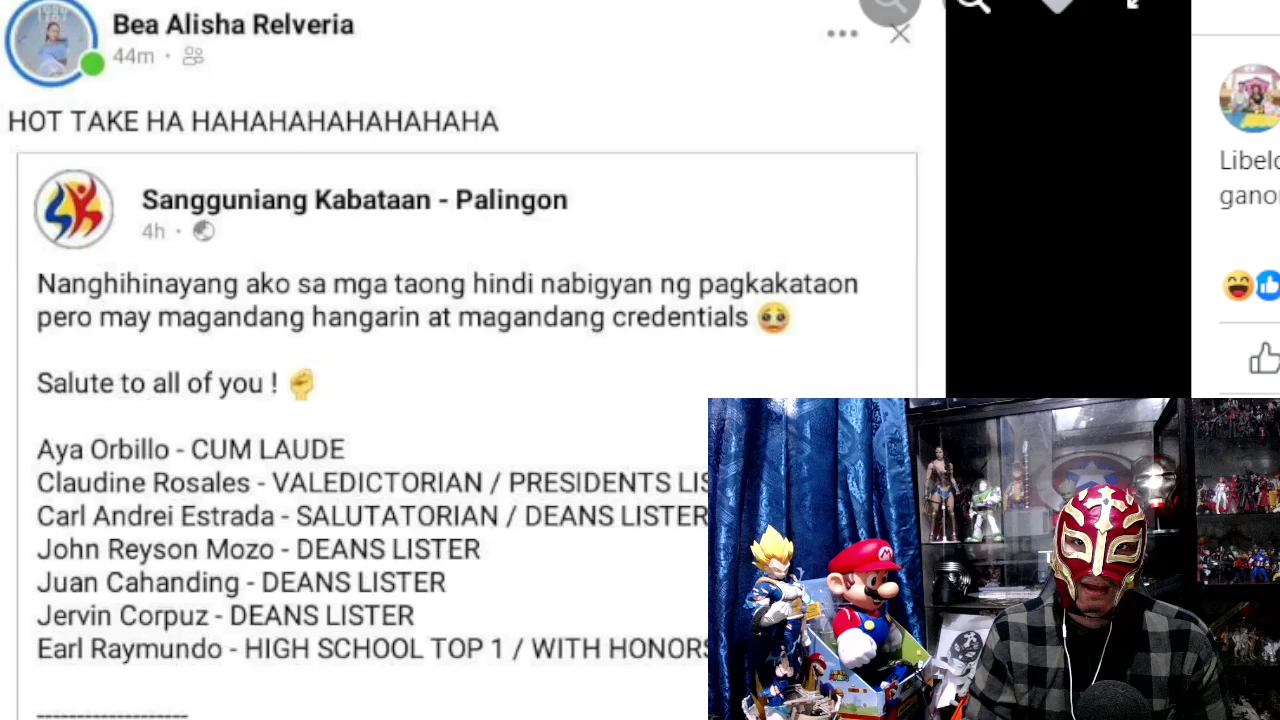 Bea Alisha Relveria
44m
HOT TAKE HA HAHAHAHAHAHAHAHA
Sangguniang Kabataan - Palingon
4h
Nanghihinayang ako sa mga taong hindi nabigyan ng pagkakataon
pero may magandang hangarin at magandang credentials 🥺
Salute to all of you ! ✊
Aya Orbillo - CUM LAUDE
Claudine Rosales - VALEDICTORIAN / PRESIDENTS LIS
Carl Andrei Estrada - SALUTATORIAN / DEANS LISTER
John Reyson Mozo - DEANS LISTER
Juan Cahanding - DEANS LISTER
Jervin Corpuz - DEANS LISTER
Earl Raymundo - HIGH SCHOOL TOP 1 / WITH HONORS
--------------------
Libelo
gano